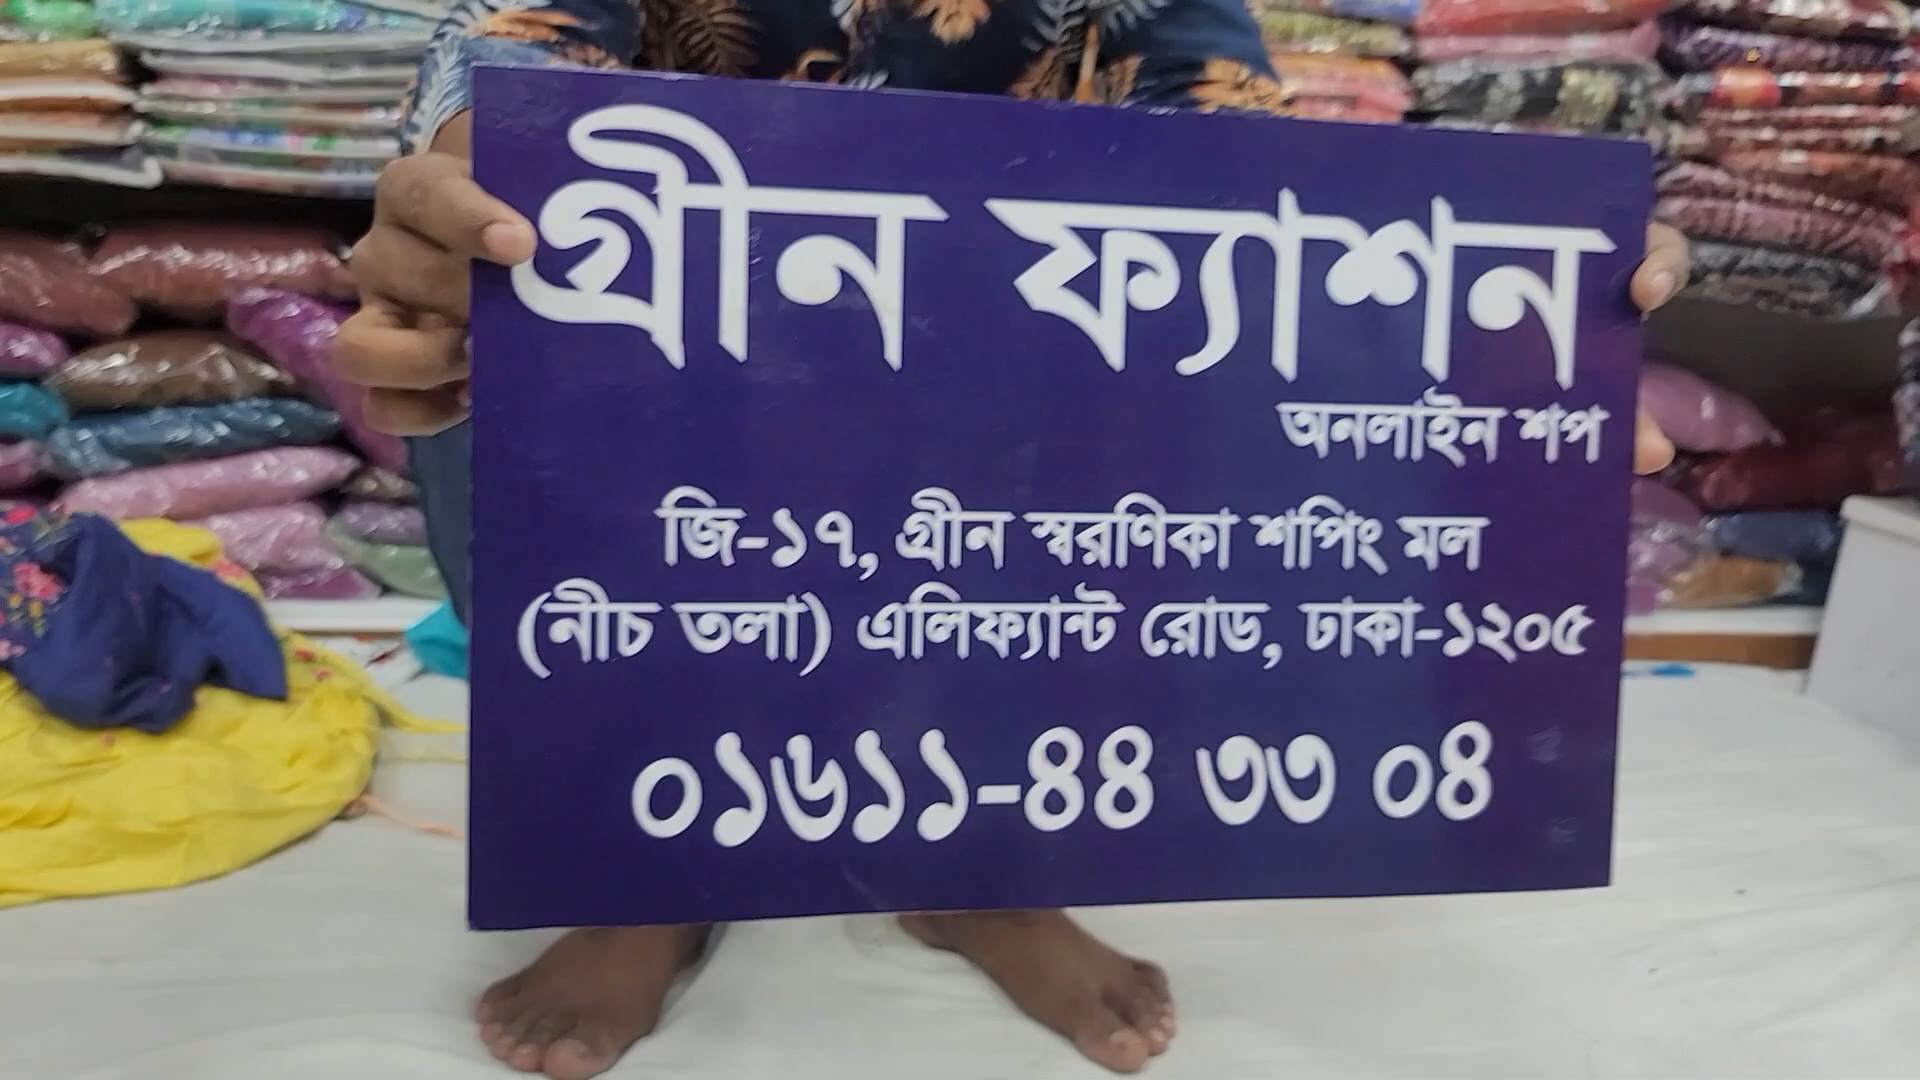 গ্রীন ফ্যাশন
অনলাইন শপ
জি-১৭, গ্রীন স্বরণিকা শপিং মল
(নীচ তলা) এলিফ্যান্ট রোড, ঢাকা-১২০৫
০১৬১১-৪৪ ৩৩ ০৪